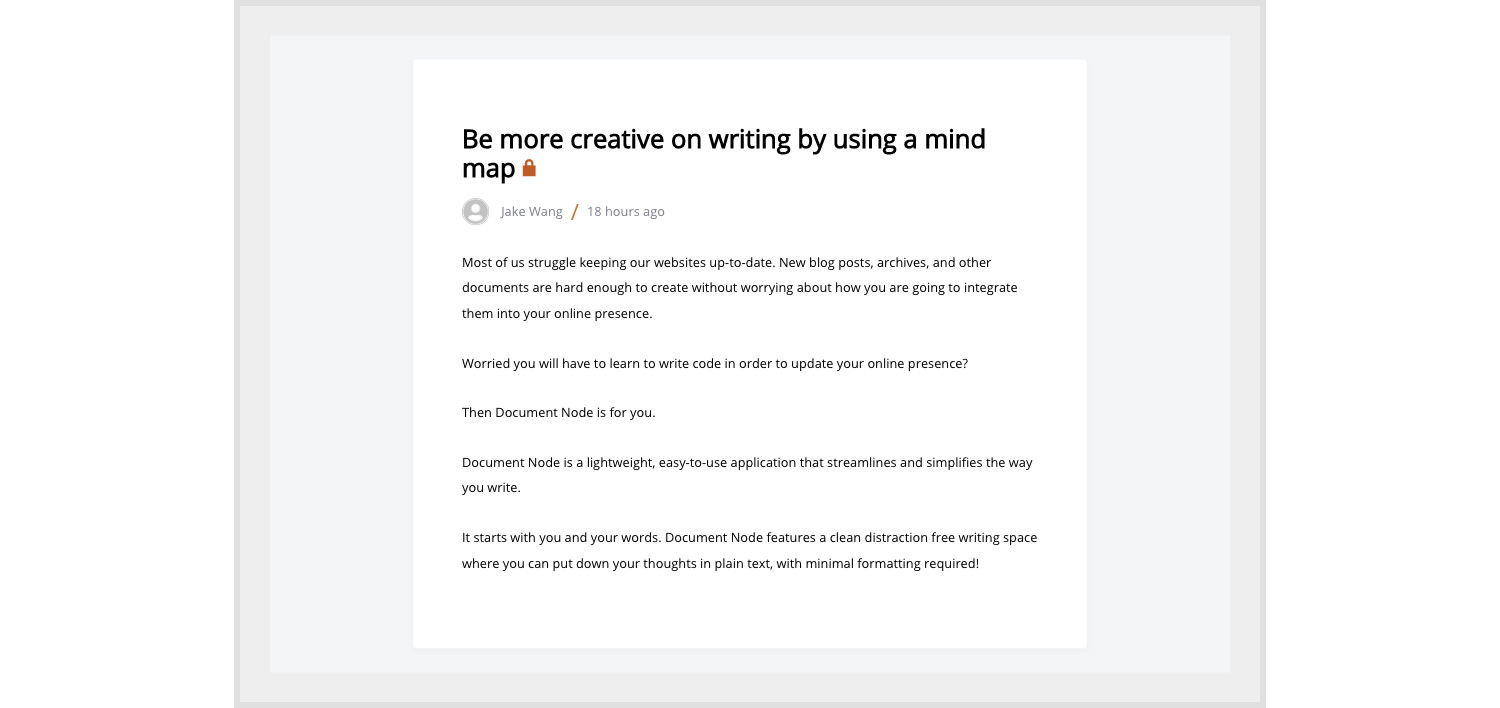 Be more creative on writing by using a mind
map
Jake Wang / 18 hours ago
Most of us struggle keeping our websites up-to-date. New blog posts, archives, and other
documents are hard enough to create without worrying about how you are going to integrate
them into your online presence.
Worried you will have to learn to write code in order to update your online presence?
Then Document Node is for you.
Document Node is a lightweight, easy-to-use application that streamlines and simplifies the way
you write.
It starts with you and your words. Document Node features a clean distraction free writing space
where you can put down your thoughts in plain text, with minimal formatting required!